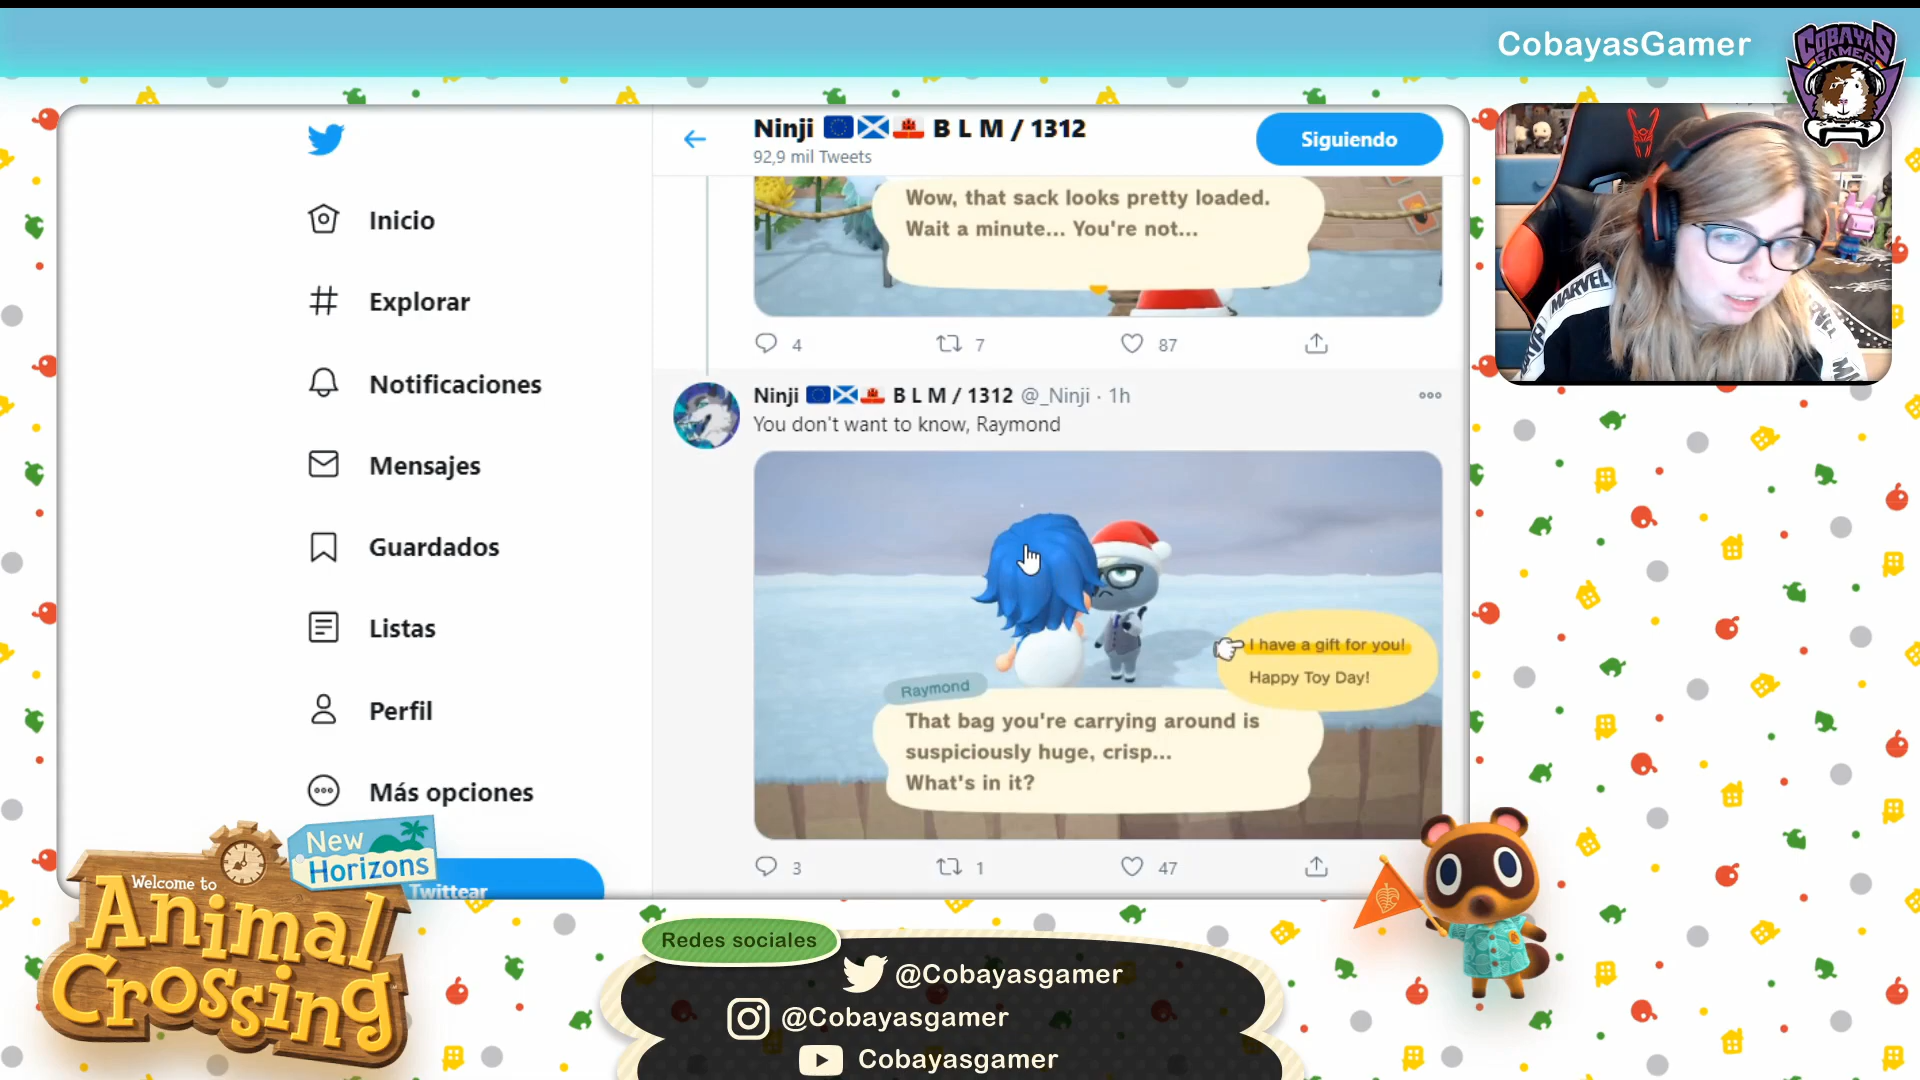 CobayasGamer
COBAYAS
GAMER
Ninji B L M / 1312
92,9 mil Tweets
Siguiendo
Inicio
Explorar
Notificaciones
Mensajes
Guardados
Listas
Perfil
Más opciones
Twittear
Wow, that sack looks pretty loaded.
Wait a minute... You're not...
4 7 87
Ninji B L M / 1312 @_Ninji · 1h
You don't want to know, Raymond
I have a gift for you!
Happy Toy Day!
Raymond
That bag you're carrying around is
suspiciously huge, crisp...
What's in it?
3 1 47
MARVEL
Welcome to
Animal
Crossing
New
Horizons
Redes sociales
@Cobayasgamer
@Cobayasgamer
Cobayasgamer